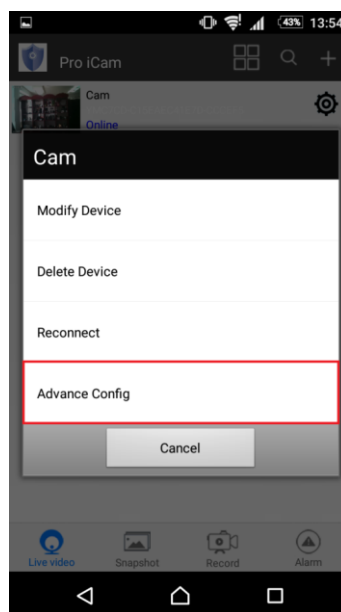 43% 13:54
Pro iCam
Cam
Online
Cam
Modify Device
Delete Device
Reconnect
Advance Config
Cancel
Live video Snapshot Record Alarm